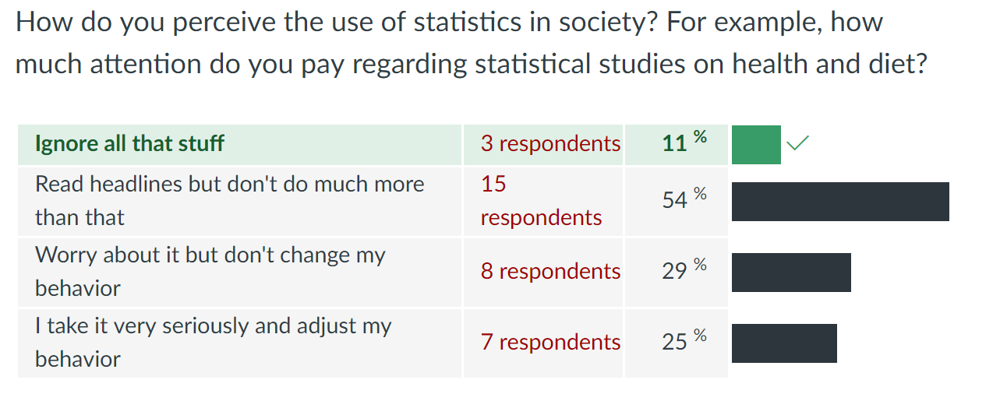 How do you perceive the use of statistics in society? For example, how
much attention do you pay regarding statistical studies on health and diet?
Ignore all that stuff 3 respondents 11 %
Read headlines but don't do much more
than that
15
respondents
54 %
Worry about it but don't change my
behavior
8 respondents 29 %
I take it very seriously and adjust my
behavior
7 respondents 25 %